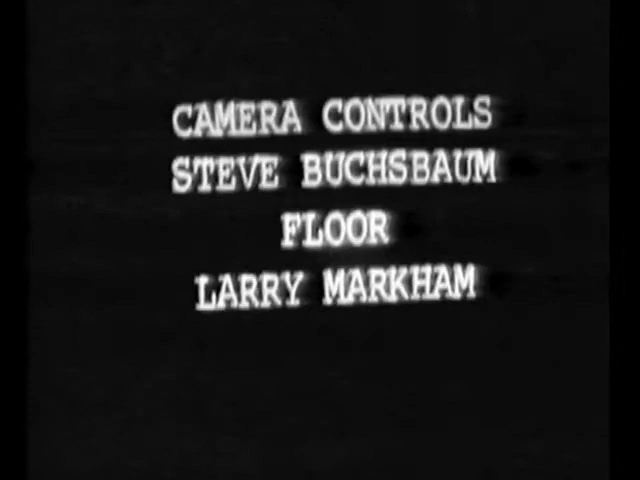 CAMERA CONTROLS
STEVE BUCHSBAUM
FLOOR
LARRY MARKHAM